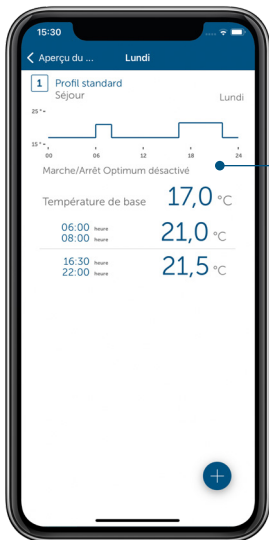 15:30
Aperçu du ... Lundi
1 Profil standard
Séjour Lundi
25 °
15 °
00 06 12 18 24
Marche/Arrêt Optimum désactivé
Température de base 17,0 °C
06:00 heure
08:00 heure
21,0 °C
16:30 heure
22:00 heure
21,5 °C